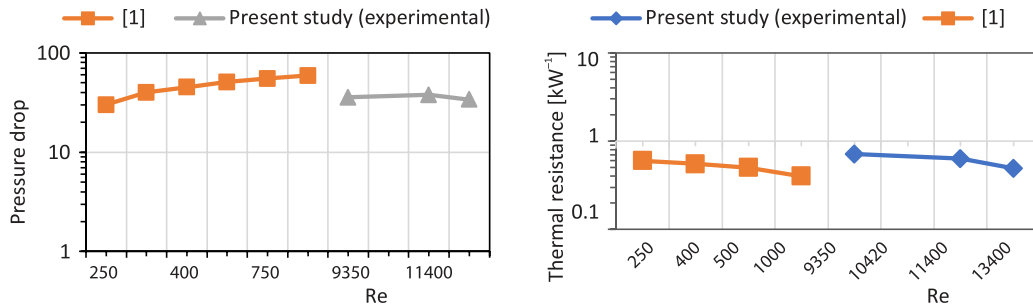 [1] Present study (experimental)
100
10
1
Pressure drop
250 400 750 9350 11400
Re
Present study (experimental) [1]
10
1
0.1
Thermal resistance [kW⁻¹]
250 400 500 1000 9350 10420 11400 13400
Re